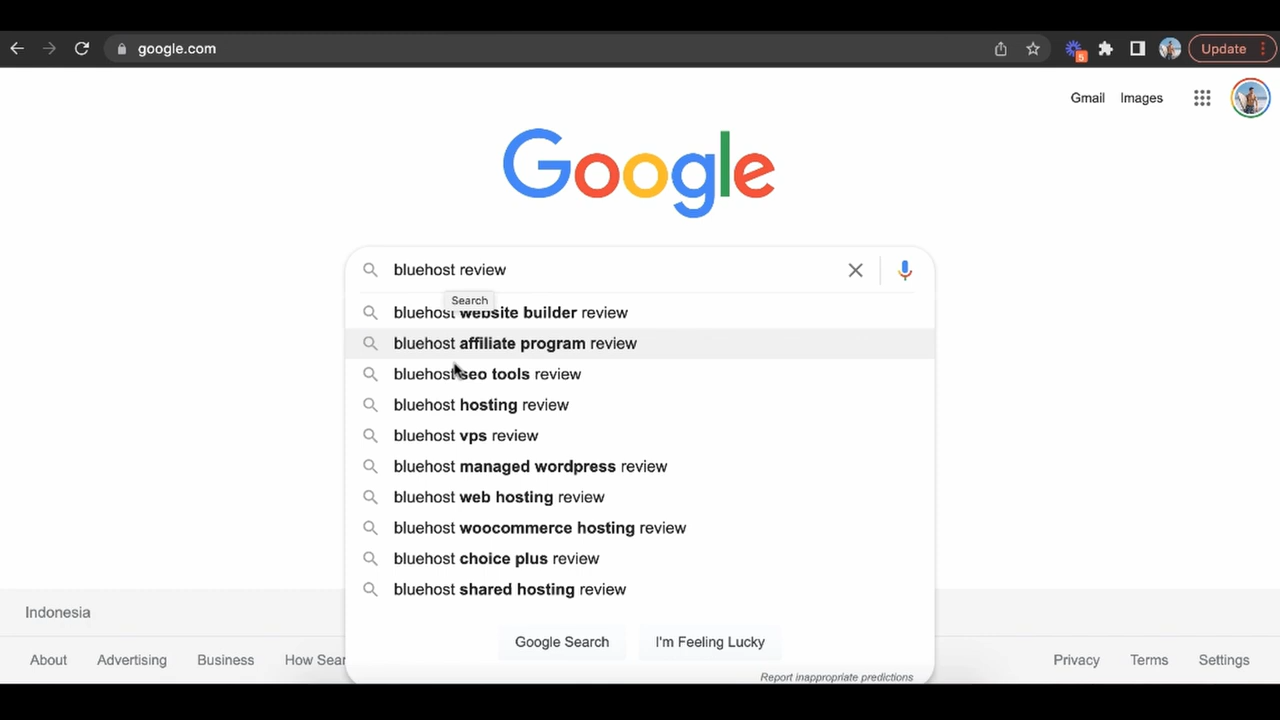 google.com
5
Update
Gmail Images
Google
bluehost review
Search
bluehost website builder review
bluehost affiliate program review
bluehost seo tools review
bluehost hosting review
bluehost vps review
bluehost managed wordpress review
bluehost web hosting review
bluehost woocommerce hosting review
bluehost choice plus review
bluehost shared hosting review
Indonesia
Google Search I'm Feeling Lucky
About Advertising Business How Sear Privacy Terms Settings
Report inappropriate predictions